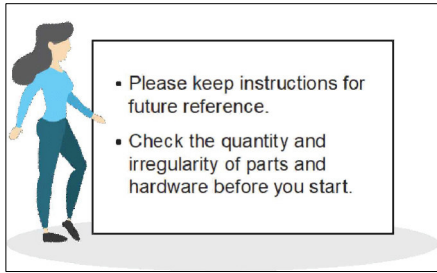 ▪ Please keep instructions for
future reference.
▪ Check the quantity and
irregularity of parts and
hardware before you start.